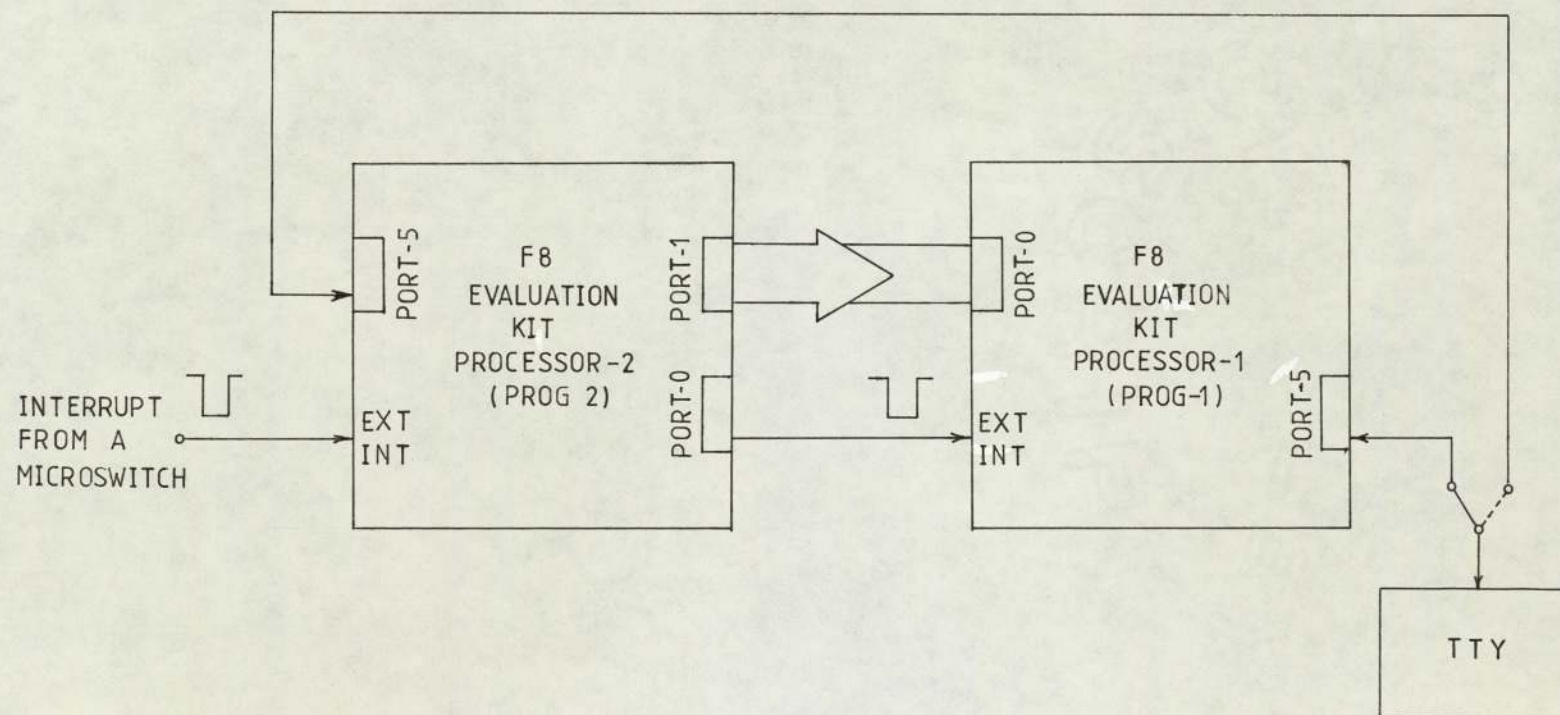 PORT-5
F8
EVALUATION
KIT
PROCESSOR-2
(PROG 2)
PORT-1
PORT-0
EXT
INT
INTERRUPT
FROM A
MICROSWITCH
PORT-0
F8
EVALUATION
KIT
PROCESSOR-1
(PROG-1)
PORT-5
EXT
INT
TTY